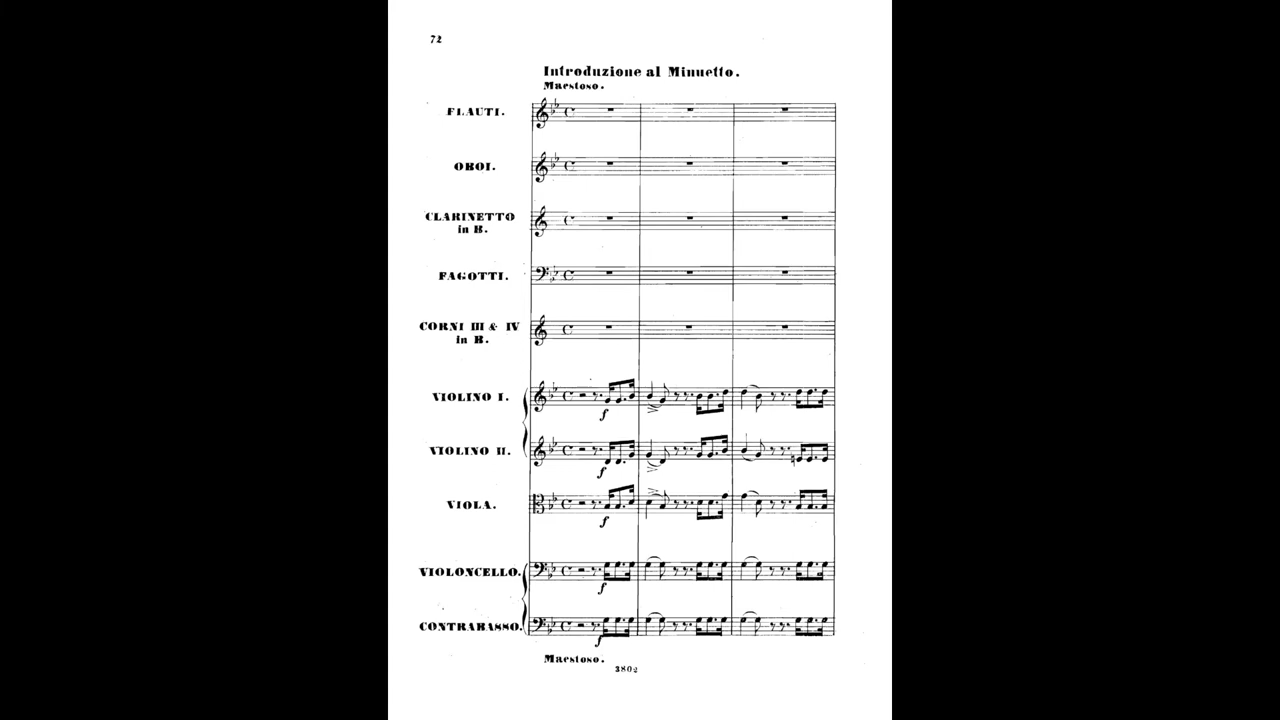 72
Introduzione al Minuetto.
Maestoso.
FLAUTI.
OBOI.
CLARINETTO
in B.
FAGOTTI.
CORNI III & IV
in B.
VIOLINO I.
f
VIOLINO II.
f
VIOLA.
f
VIOLONCELLO.
f
CONTRABASSO.
f
Maestoso.
3802